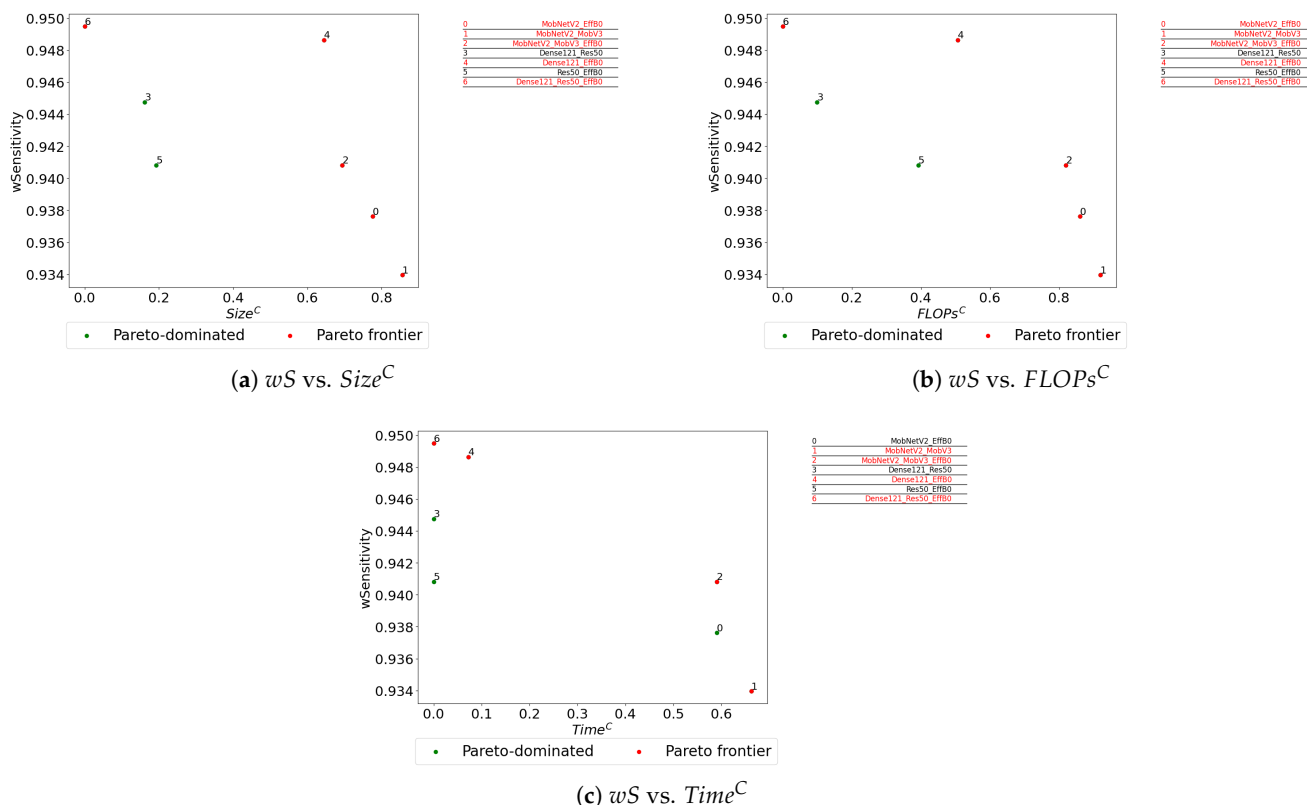 0.950
0.948
0.946
0.944
0.942
0.940
0.938
0.936
0.934
wSensitivity
6
4
3
5
2
0
1
0.0 0.2 0.4 0.6 0.8
Size^C
Pareto-dominated Pareto frontier
0 MobNetV2_EffB0
1 MobNetV2_MobV3
2 MobNetV2_MobV3_EffB0
3 Dense121_Res50
4 Dense121_EffB0
5 Res50_EffB0
6 Dense121_Res50_EffB0
(a) wS vs. Size^C
0.950
0.948
0.946
0.944
0.942
0.940
0.938
0.936
0.934
wSensitivity
6
4
3
5
2
0
1
0.0 0.2 0.4 0.6 0.8
FLOPs^C
Pareto-dominated Pareto frontier
0 MobNetV2_EffB0
1 MobNetV2_MobV3
2 MobNetV2_MobV3_EffB0
3 Dense121_Res50
4 Dense121_EffB0
5 Res50_EffB0
6 Dense121_Res50_EffB0
(b) wS vs. FLOPs^C
0.950
0.948
0.946
0.944
0.942
0.940
0.938
0.936
0.934
wSensitivity
6
4
3
5
2
0
1
0.0 0.1 0.2 0.3 0.4 0.5 0.6
Time^C
Pareto-dominated Pareto frontier
0 MobNetV2_EffB0
1 MobNetV2_MobV3
2 MobNetV2_MobV3_EffB0
3 Dense121_Res50
4 Dense121_EffB0
5 Res50_EffB0
6 Dense121_Res50_EffB0
(c) wS vs. Time^C